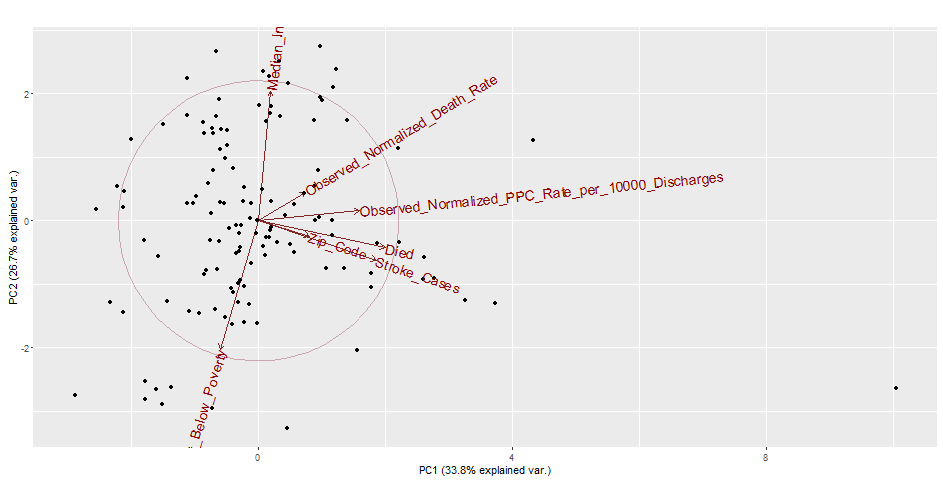 Median_In
Observed_Normalized_Death_Rate
Observed_Normalized_PPC_Rate_per_10000_Discharges
Died
Zip_Code
Stroke_Cases
_Below_Poverty
2
0
-2
PC2 (26.7% explained var.)
0
4
8
PC1 (33.8% explained var.)